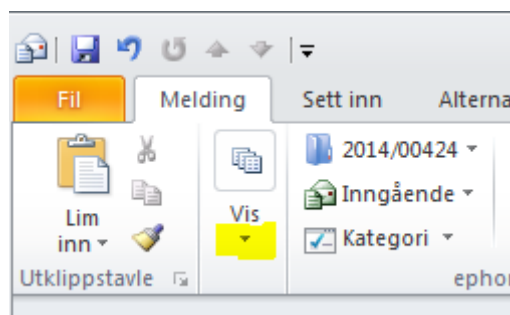 Fil Melding Sett inn Alterna
2014/00424
Inngående
Lim
inn
Vis
Kategori
Utklippstavle ephor